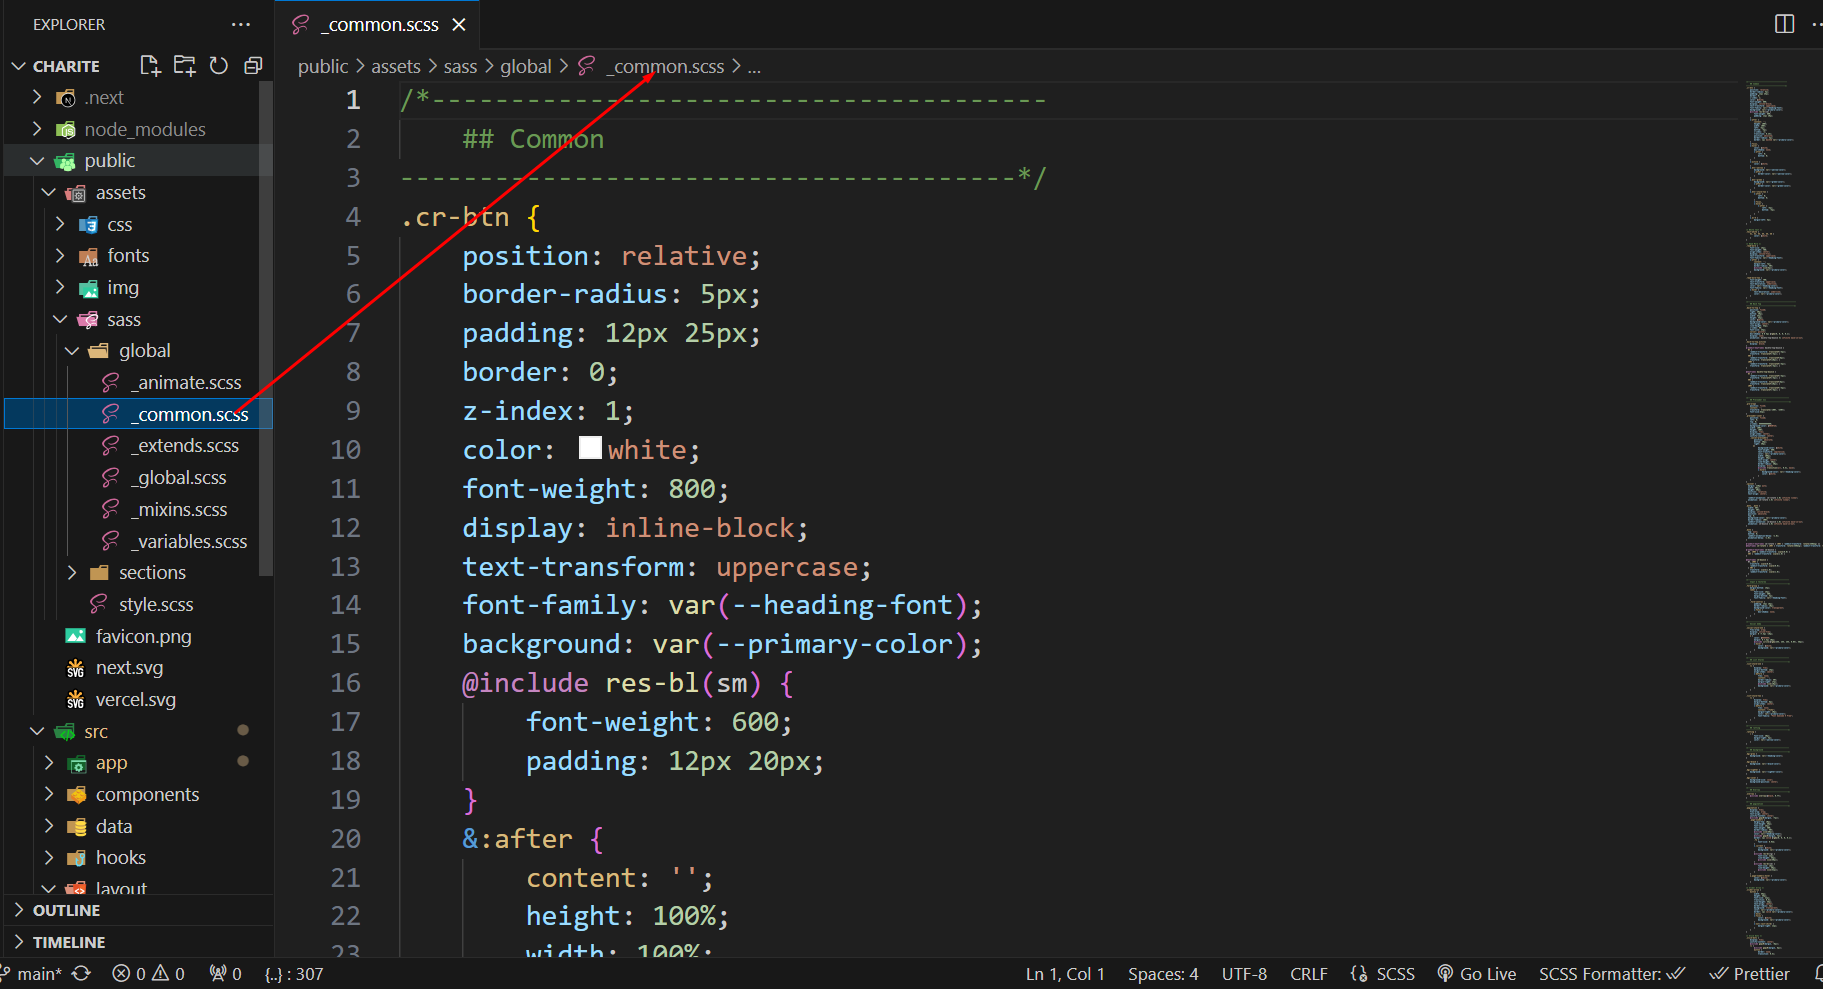 EXPLORER
CHARITE
.next
node_modules
public
assets
css
fonts
img
sass
global
_animate.scss
_common.scss
_extends.scss
_global.scss
_mixins.scss
_variables.scss
sections
style.scss
favicon.png
next.svg
vercel.svg
src
app
components
data
hooks
layout
OUTLINE
TIMELINE
_common.scss
public > assets > sass > global > _common.scss > ...
1 /*---------------------------------------
2 ## Common
3 ---------------------------------------*/
4 .cr-btn {
5 position: relative;
6 border-radius: 5px;
7 padding: 12px 25px;
8 border: 0;
9 z-index: 1;
10 color: white;
11 font-weight: 800;
12 display: inline-block;
13 text-transform: uppercase;
14 font-family: var(--heading-font);
15 background: var(--primary-color);
16 @include res-bl(sm) {
17 font-weight: 600;
18 padding: 12px 20px;
19 }
20 &:after {
21 content: '';
22 height: 100%;
23 width: 100%;
main* 0 0 0 {..} : 307 Ln 1, Col 1 Spaces: 4 UTF-8 CRLF SCSS Go Live SCSS Formatter: Prettier